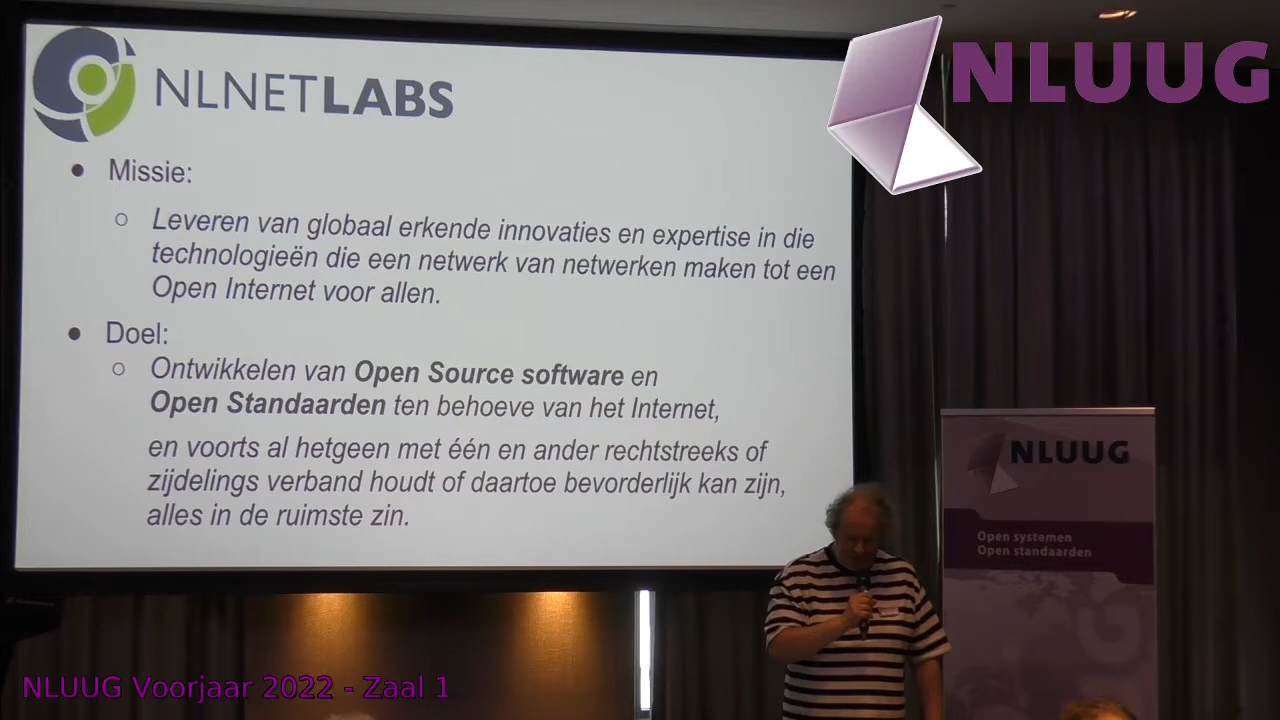 NLNETLABS
NLUUG
Missie:
Leveren van globaal erkende innovaties en expertise in die
technologieën die een netwerk van netwerken maken tot een
Open Internet voor allen.
Doel:
Ontwikkelen van Open Source software en
Open Standaarden ten behoeve van het Internet,
en voorts al hetgeen met één en ander rechtstreeks of
zijdelings verband houdt of daartoe bevorderlijk kan zijn,
alles in de ruimste zin.
NLUUG
Open systemen
Open standaarden
NLUUG Voorjaar 2022 - Zaal 1